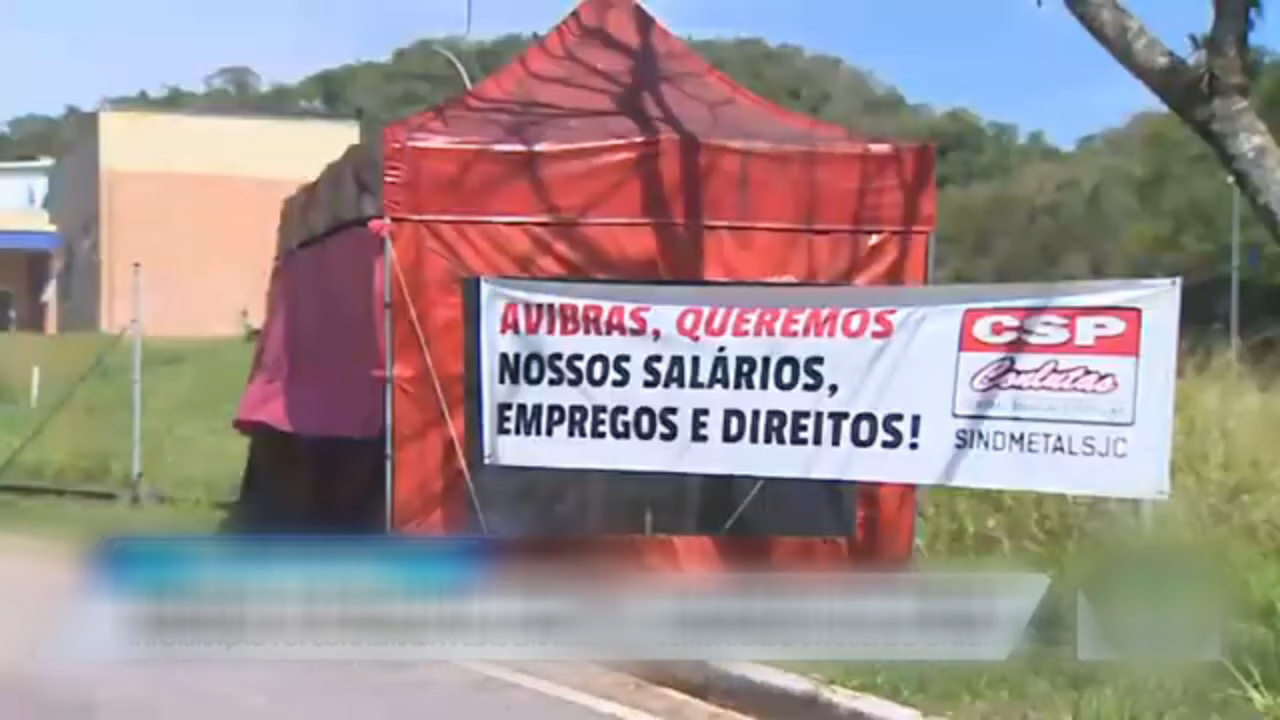 AVIBRAS, QUEREMOS
NOSSOS SALÁRIOS,
EMPREGOS E DIREITOS!
CSP
Conlutas
SINDMETALSJC